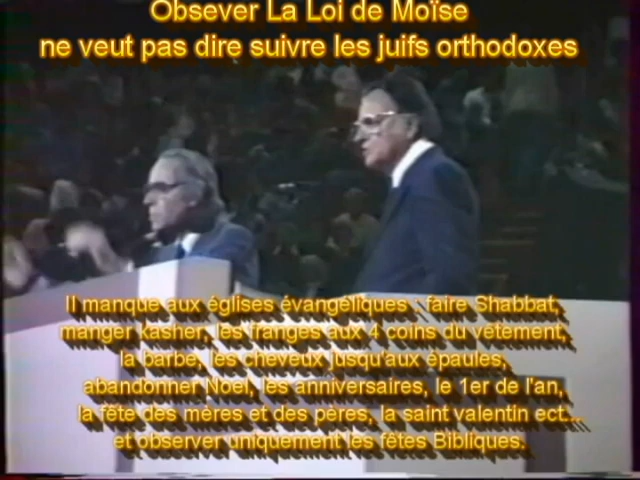 Obsever La Loi de Moïse
ne veut pas dire suivre les juifs orthodoxes
Il manque aux églises évangéliques : faire Shabbat,
manger kasher, les franges aux 4 coins du vêtement,
la barbe, les cheveux jusqu'aux épaules,
abandonner Noel, les anniversaires, le 1er de l'an,
la fête des mères et des pères, la saint valentin ect...
et observer uniquement les fêtes Bibliques.